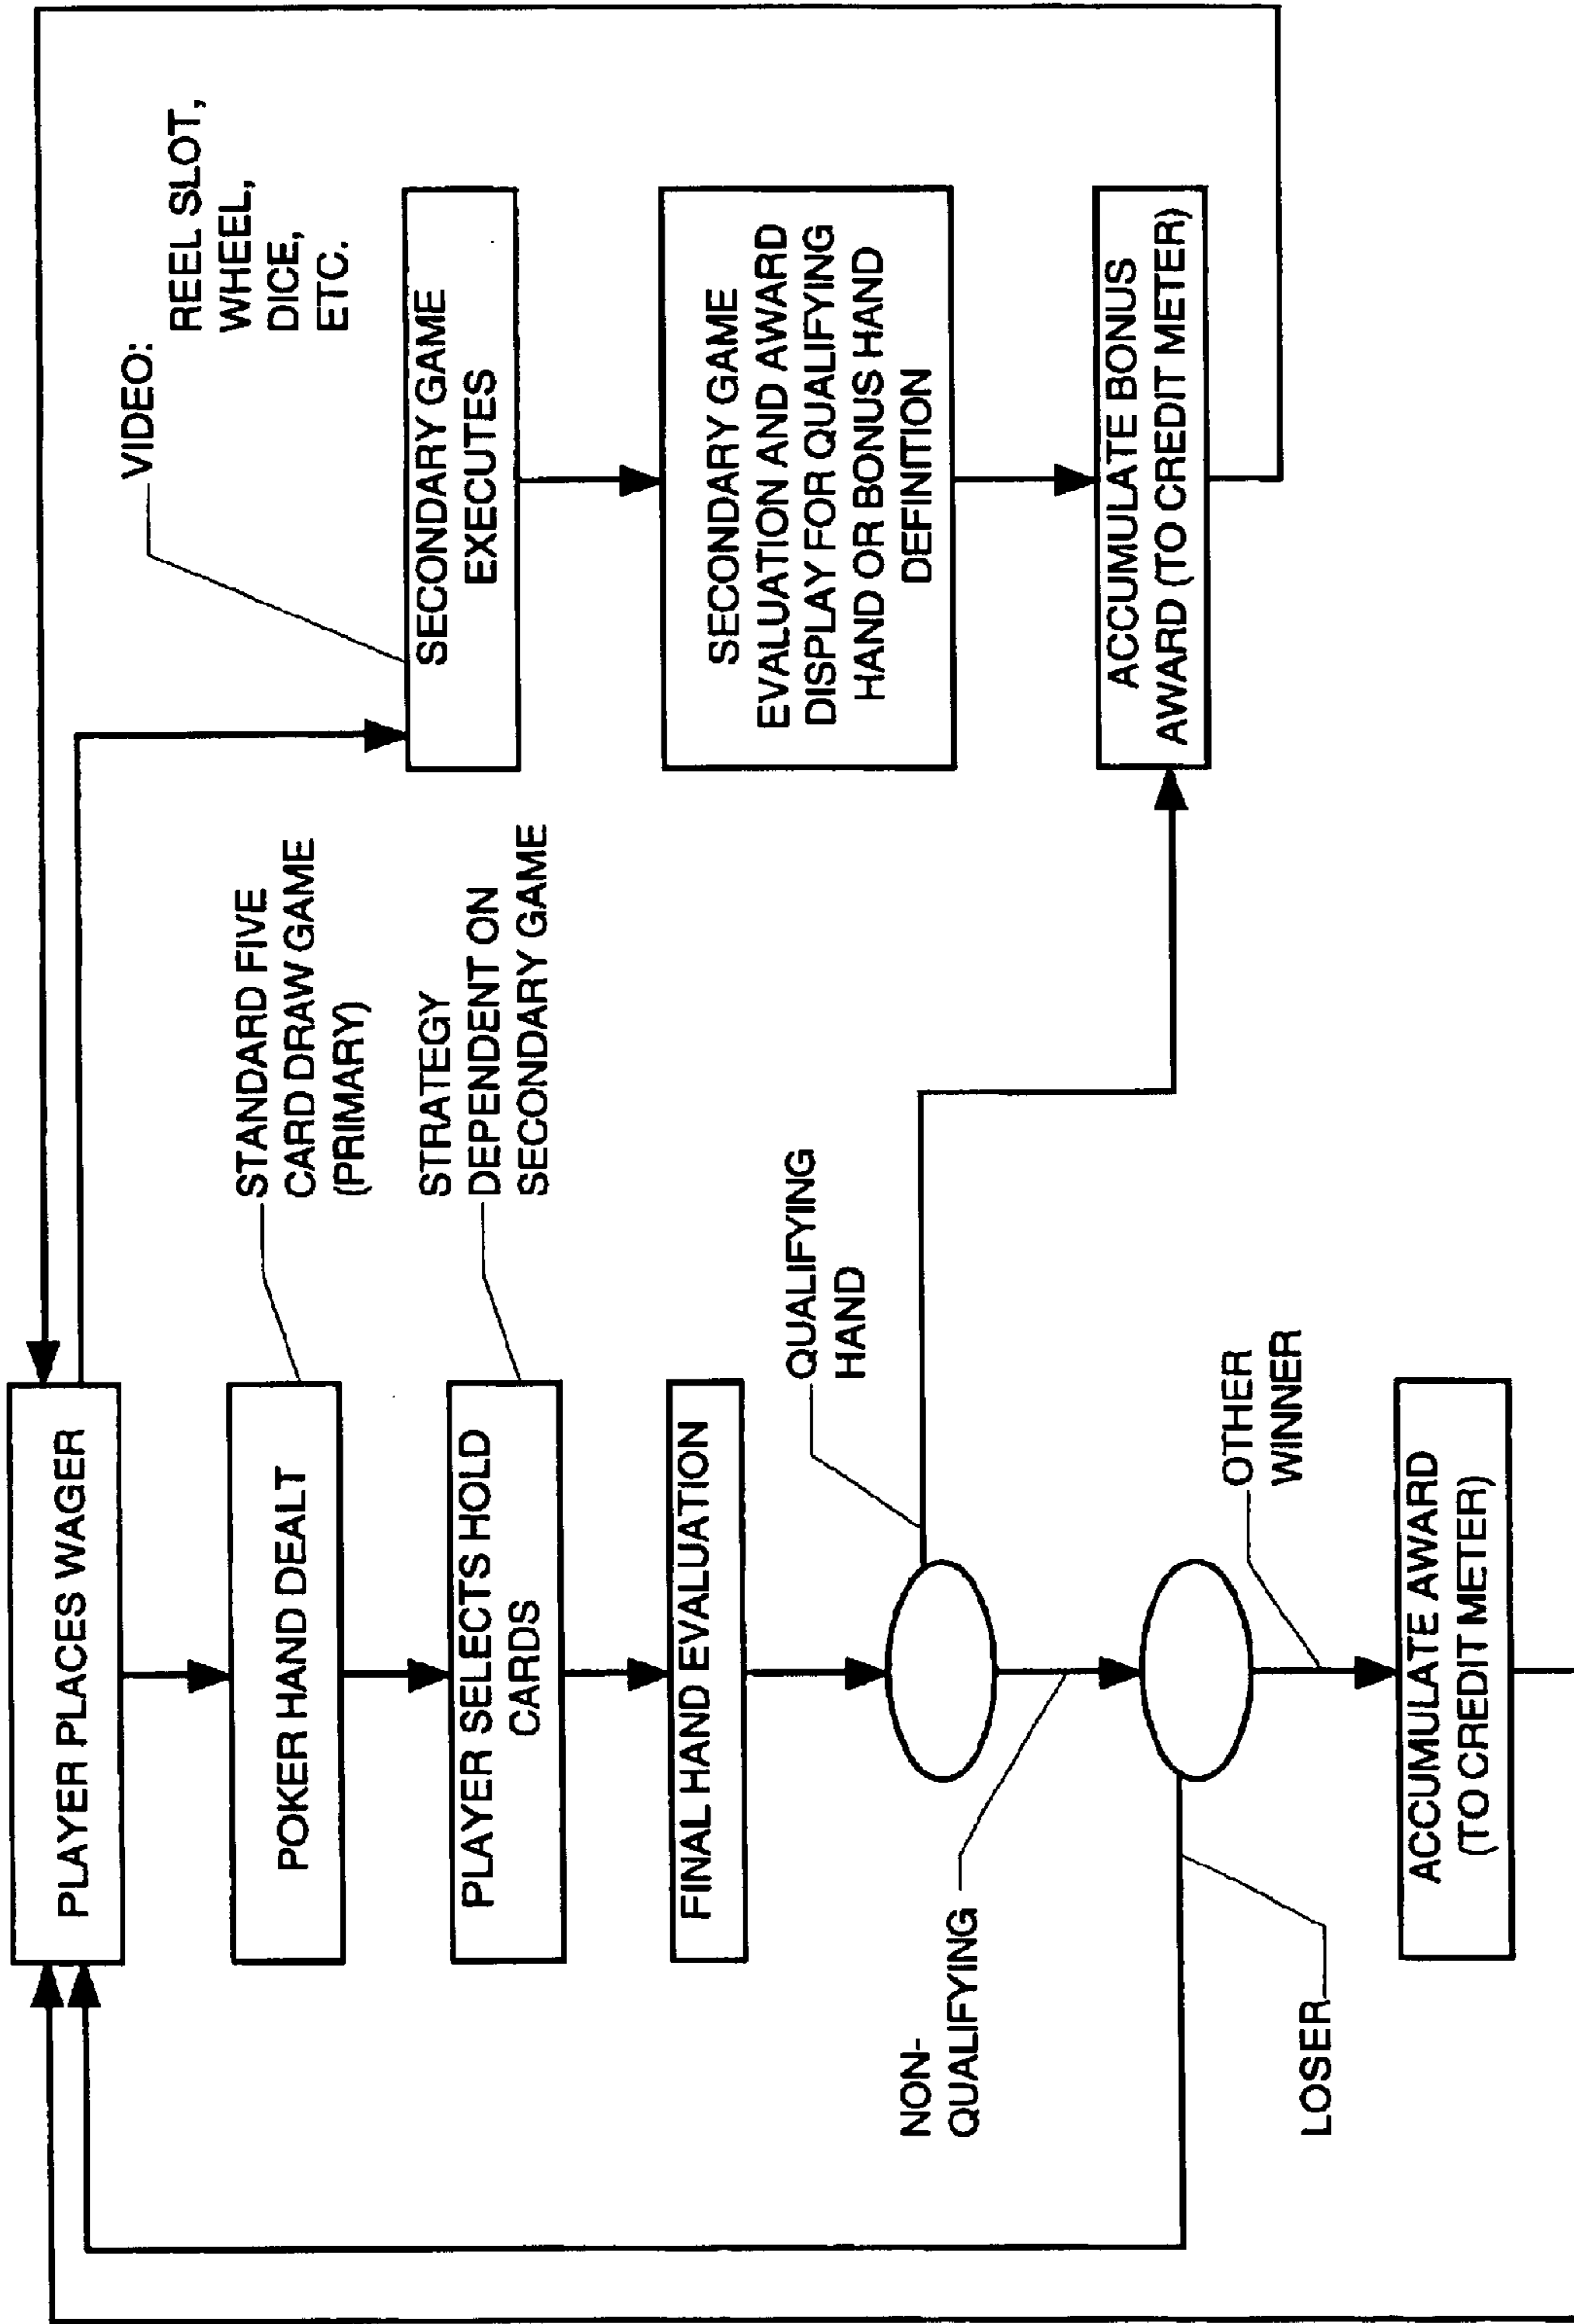 PLAYER PLACES WAGER
POKER HAND DEALT
STANDARD FIVE
CARD DRAW GAME
(PRIMARY)
PLAYER SELECTS HOLD
CARDS
STRATEGY
DEPENDENT ON
SECONDARY GAME
FINAL HAND EVALUATION
QUALIFYING
HAND
NON-
QUALIFYING
LOSER
OTHER
WINNER
ACCUMULATE AWARD
(TO CREDIT METER)
VIDEO:
REEL SLOT,
WHEEL,
DICE,
ETC.
SECONDARY GAME
EXECUTES
SECONDARY GAME
EVALUATION AND AWARD
DISPLAY FOR QUALIFYING
HAND OR BONUS HAND
DEFINITION
ACCUMULATE BONUS
AWARD (TO CREDIT METER)